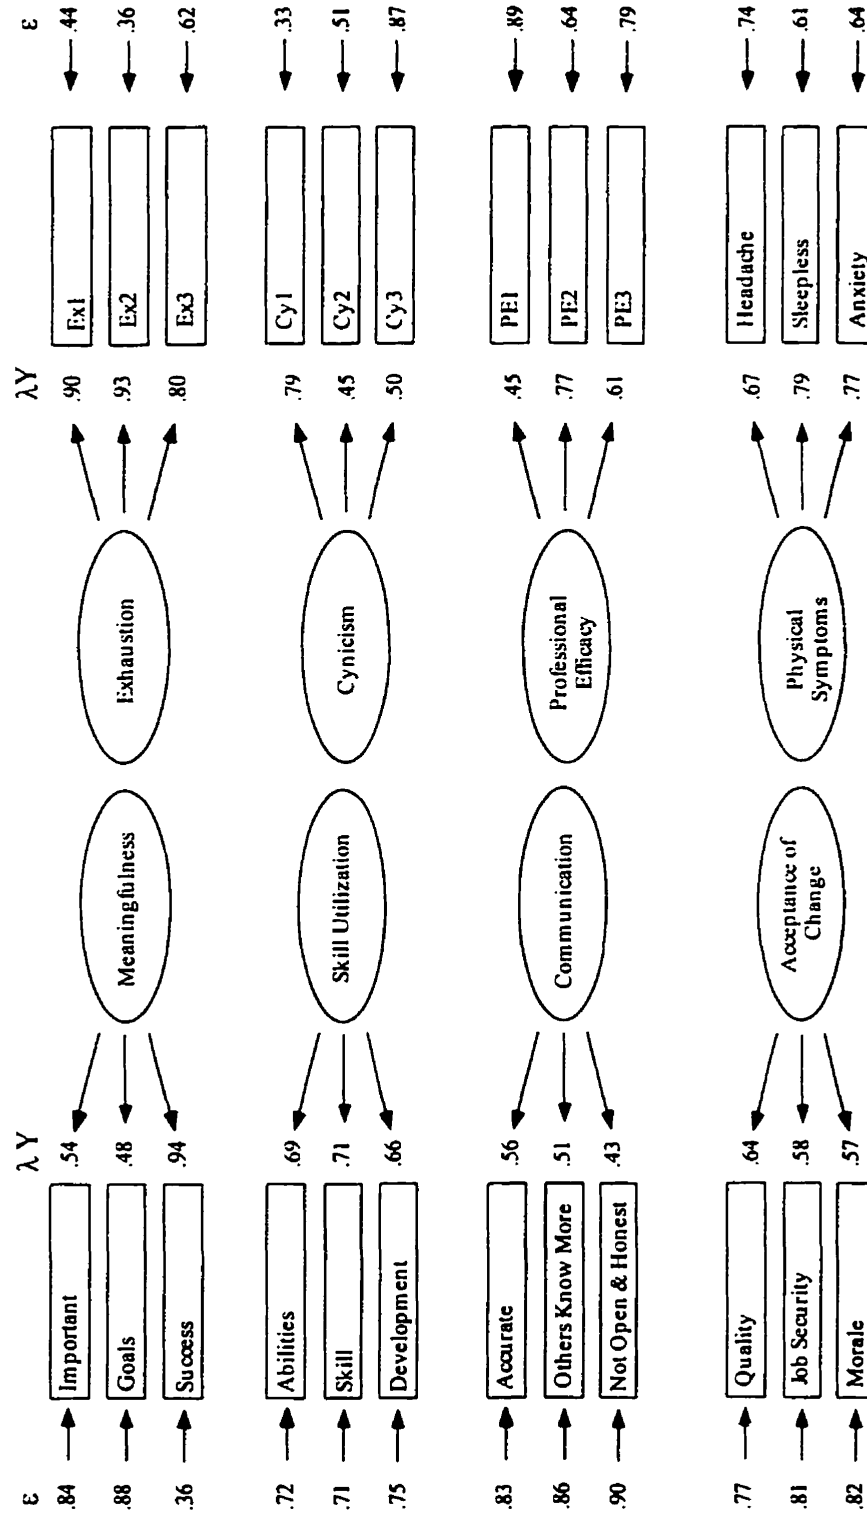 ε λY λY ε
.84 Important .54 .90 Ex1 .44
.88 Goals .48 Meaningfulness Exhaustion .93 Ex2 .36
.36 Success .94 .80 Ex3 .62
.72 Abilities .69 .79 Cy1 .33
.71 Skill .71 Skill Utilization Cynicism .45 Cy2 .51
.75 Development .66 .50 Cy3 .87
.83 Accurate .56 .45 PE1 .89
.86 Others Know More .51 Communication Professional Efficacy .77 PE2 .64
.90 Not Open & Honest .43 .61 PE3 .79
.77 Quality .64 .67 Headache .74
.81 Job Security .58 Acceptance of Change Physical Symptoms .79 Sleepless .61
.82 Morale .57 .77 Anxiety .64